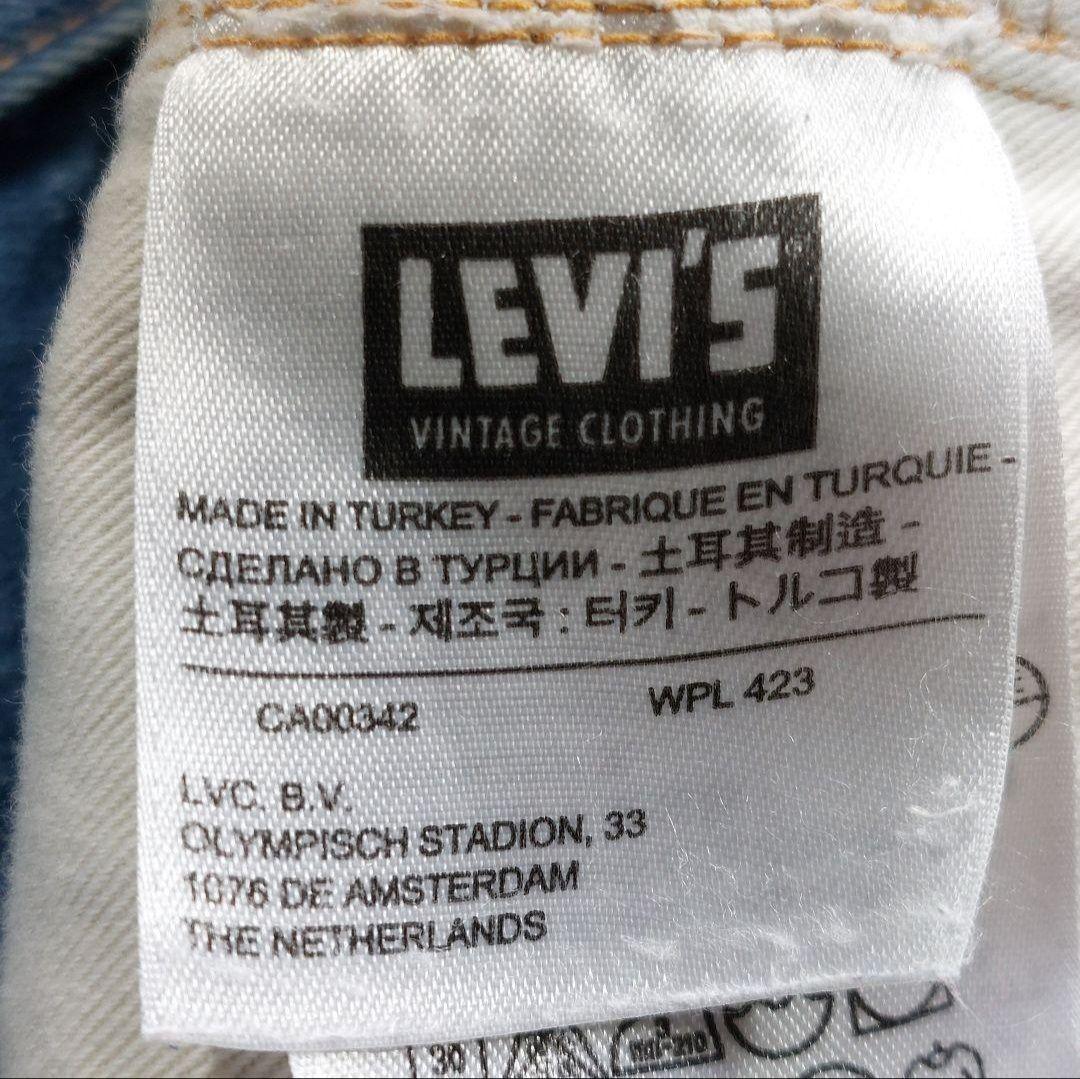 LEVI'S
VINTAGE CLOTHING
MADE IN TURKEY - FABRIQUE EN TURQUIE -
СДЕЛАНО В ТУРЦИИ - 土耳其制造 -
土耳其製 - 제조국 : 터키 - トルコ製
CA00342 WPL 423
LVC. B.V.
OLYMPISCH STADION, 33
1076 DE AMSTERDAM
THE NETHERLANDS
30